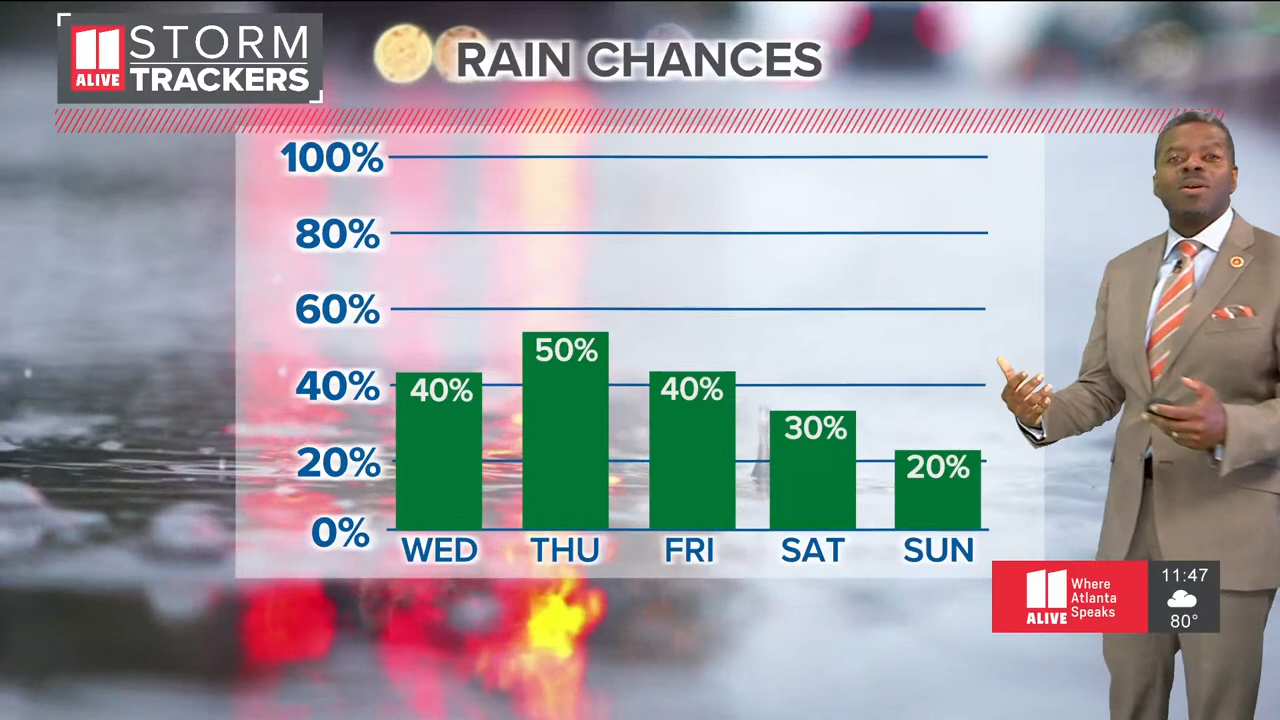 11 ALIVE
STORM
TRACKERS
RAIN CHANCES
100%
80%
60%
40%
20%
0%
40%
50%
40%
30%
20%
WED THU FRI SAT SUN
11 ALIVE
Where
Atlanta
Speaks
11:47
80°